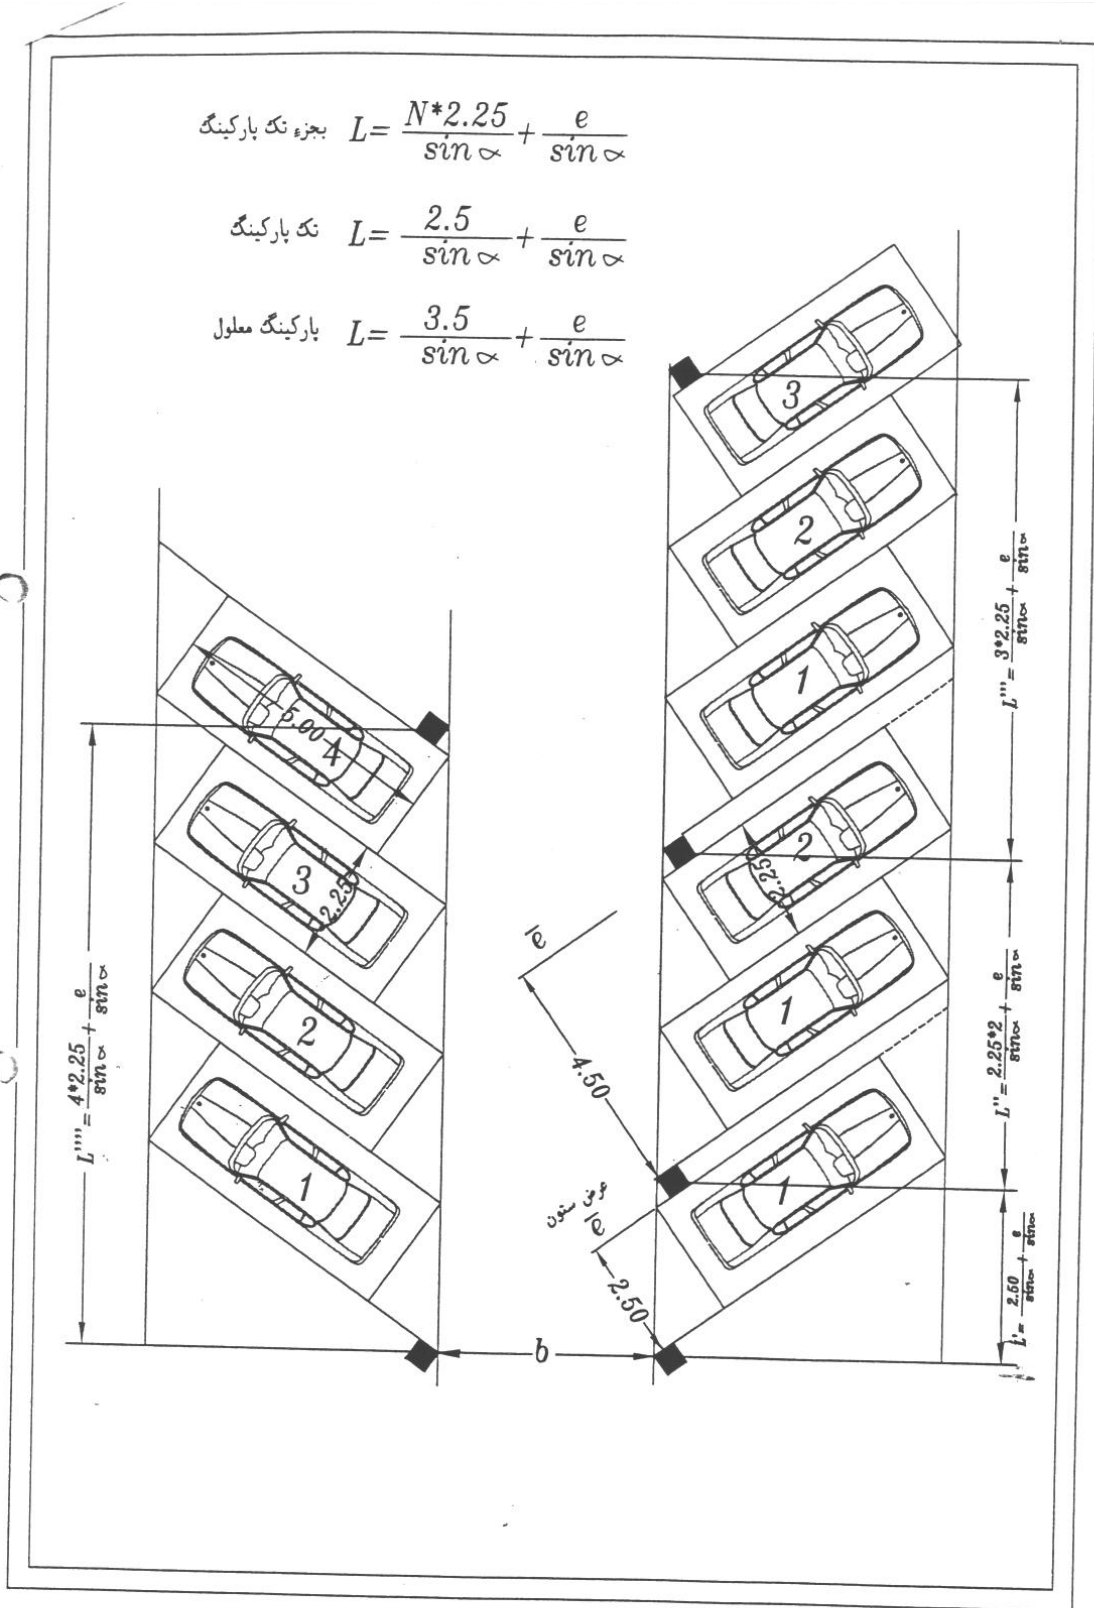 بجزء تک پارکینگ L= N*2.25 / sin ∝ + e / sin ∝
تک پارکینگ L= 2.5 / sin ∝ + e / sin ∝
پارکینگ معلول L= 3.5 / sin ∝ + e / sin ∝
3
2
1
2
2.25
1
1
L''' = 3*2.25 / sin∝ + e / sin∝
L'' = 2.25*2 / sin∝ + e / sin∝
L' = 2.50 / sin∝ + e / sin∝
5.00
4
3
2.25
2
1
L'''' = 4*2.25 / sin∝ + e / sin∝
e
4.50
عرض ستون
e
2.50
b